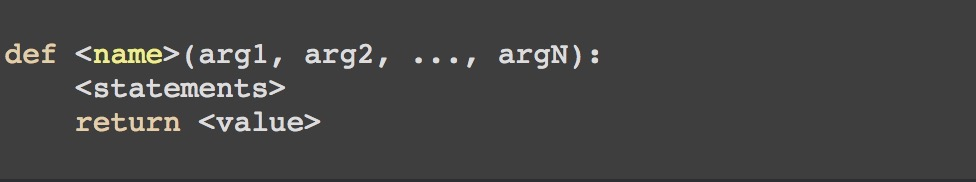 def <name>(arg1, arg2, ..., argN):
    <statements>
    return <value>